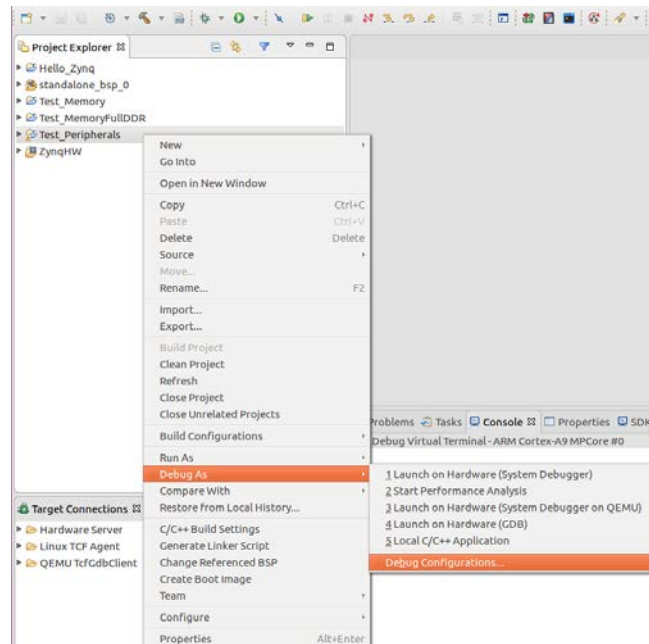 Project Explorer
Hello_Zynq
standalone_bsp_0
Test_Memory
Test_MemoryFullDDR
Test_Peripherals
ZynqHW
New
Go Into
Open in New Window
Copy Ctrl+C
Paste Ctrl+V
Delete Delete
Source
Move...
Rename... F2
Import...
Export...
Build Project
Clean Project
Refresh
Close Project
Close Unrelated Projects
Build Configurations
Run As
Debug As
Compare With
Restore from Local History...
C/C++ Build Settings
Generate Linker Script
Change Referenced BSP
Create Boot Image
Team
Configure
Properties Alt+Enter
Problems Tasks Console Properties SDK
Debug Virtual Terminal - ARM Cortex-A9 MPCore #0
1 Launch on Hardware (System Debugger)
2 Start Performance Analysis
3 Launch on Hardware (System Debugger on QEMU)
4 Launch on Hardware (GDB)
5 Local C/C++ Application
Debug Configurations...
Target Connections
Hardware Server
Linux TCF Agent
QEMU TcfGdbClient